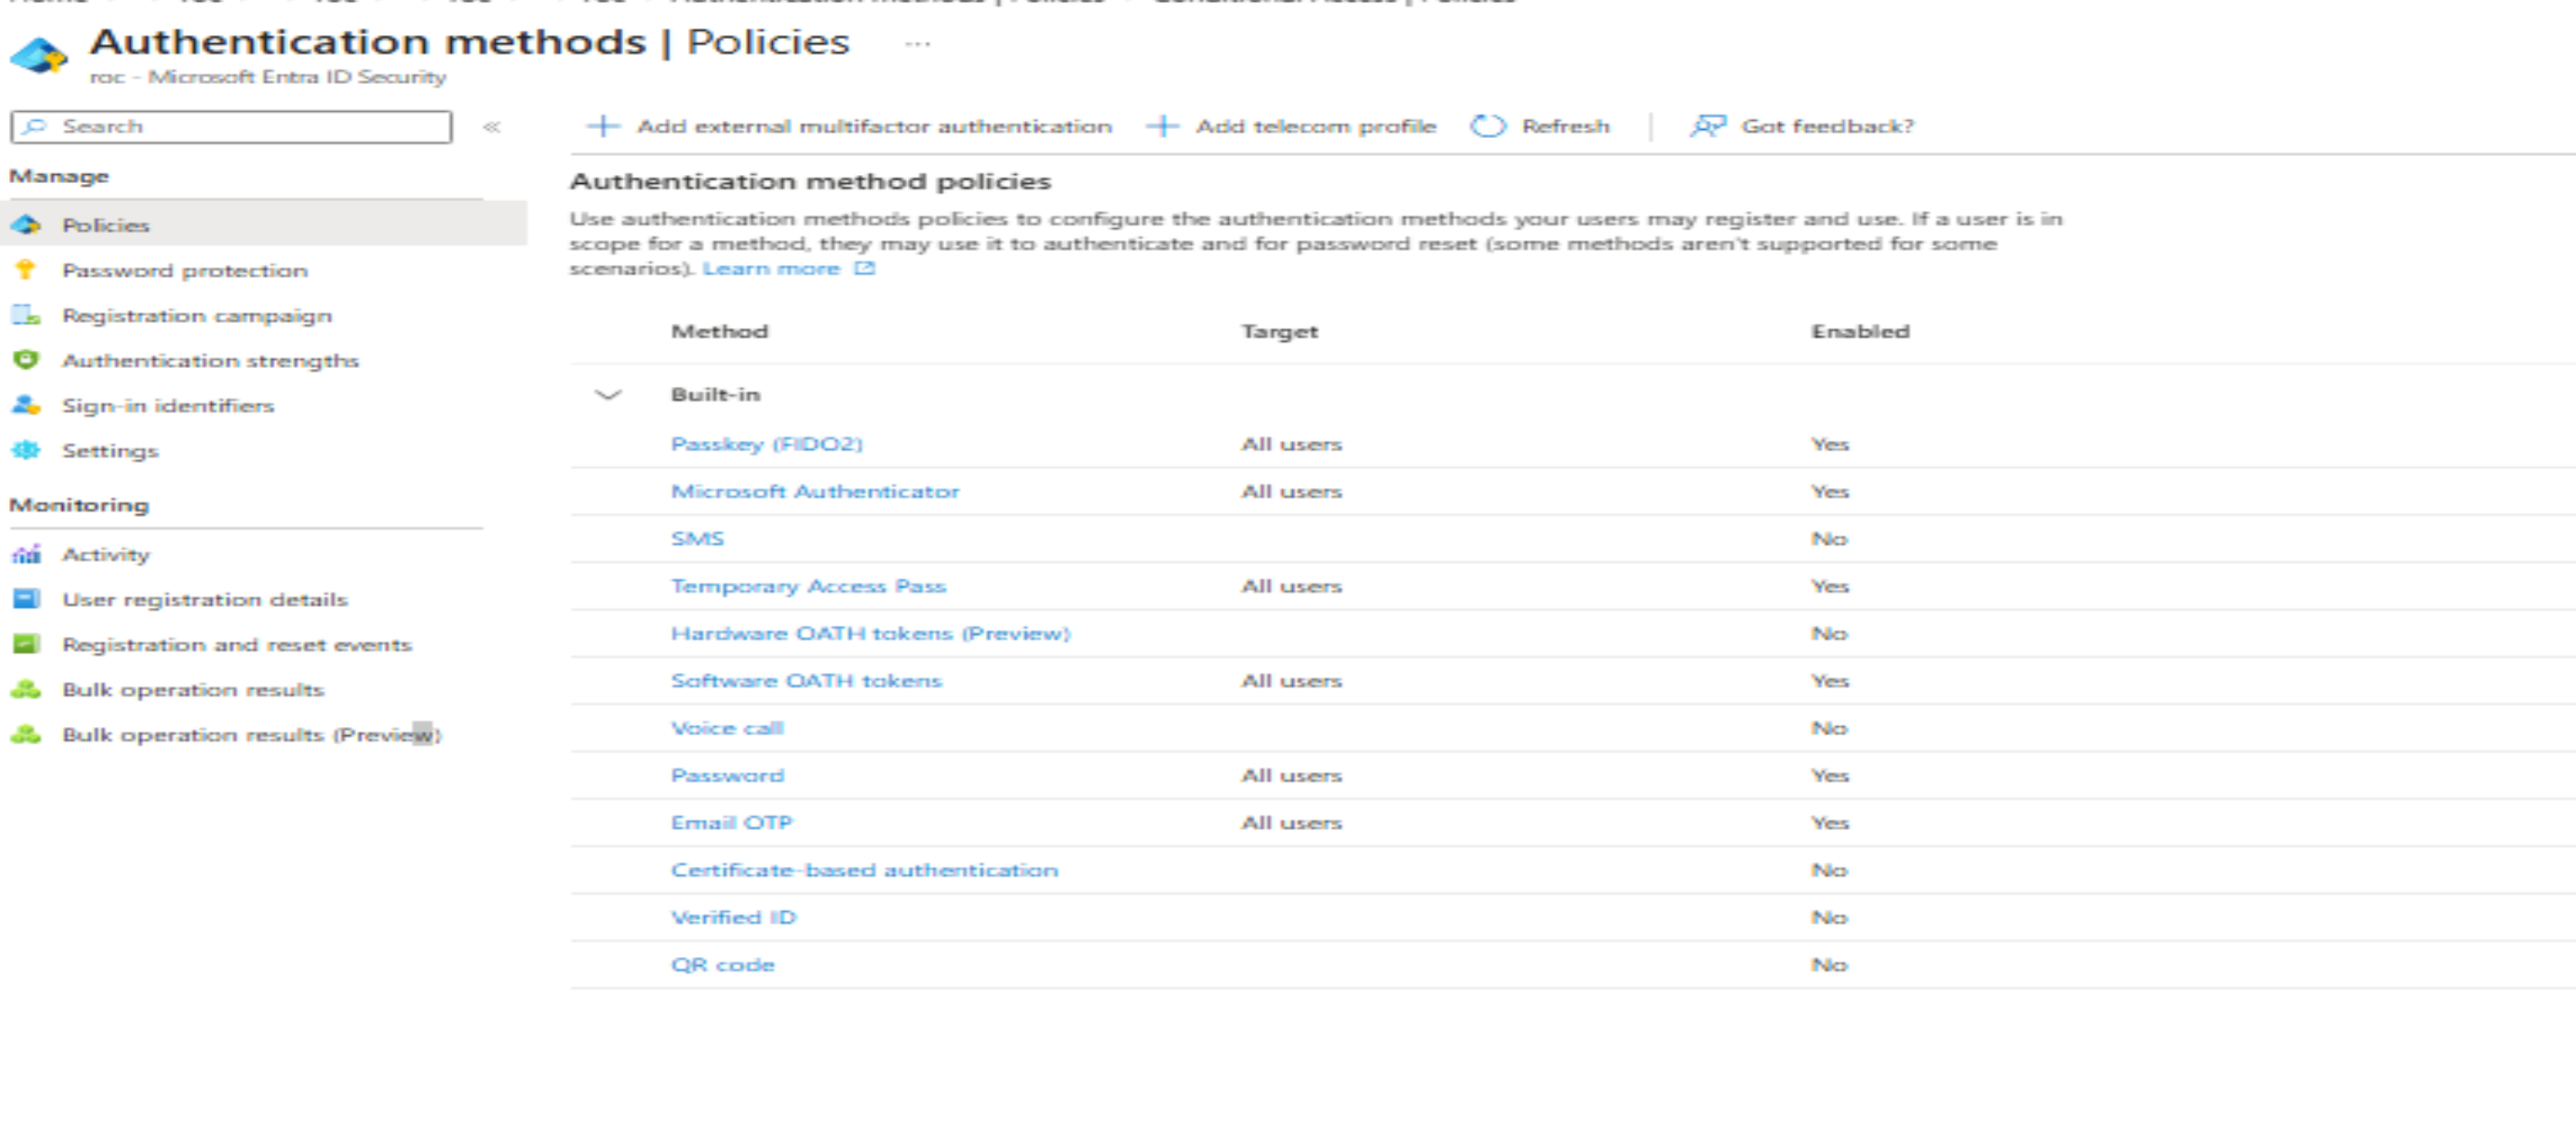 Authentication methods | Policies ...
roc - Microsoft Entra ID Security
Search
Manage
Policies
Password protection
Registration campaign
Authentication strengths
Sign-in identifiers
Settings
Monitoring
Activity
User registration details
Registration and reset events
Bulk operation results
Bulk operation results (Preview)
Add external multifactor authentication Add telecom profile Refresh Got feedback?
Authentication method policies
Use authentication methods policies to configure the authentication methods your users may register and use. If a user is in
scope for a method, they may use it to authenticate and for password reset (some methods aren't supported for some
scenarios). Learn more
Method Target Enabled
Built-in
Passkey (FIDO2) All users Yes
Microsoft Authenticator All users Yes
SMS No
Temporary Access Pass All users Yes
Hardware OATH tokens (Preview) No
Software OATH tokens All users Yes
Voice call No
Password All users Yes
Email OTP All users Yes
Certificate-based authentication No
Verified ID No
QR code No